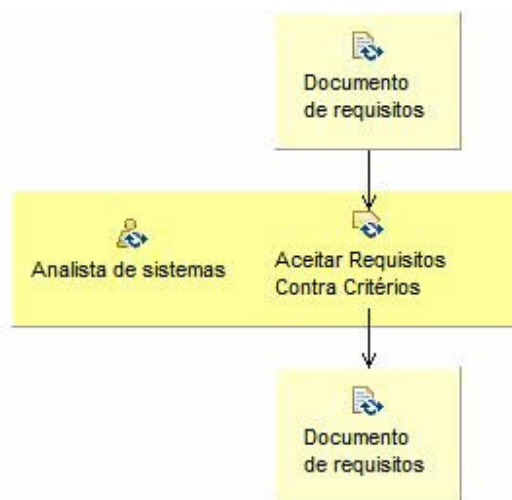 Documento
de requisitos
Analista de sistemas
Aceitar Requisitos
Contra Critérios
Documento
de requisitos